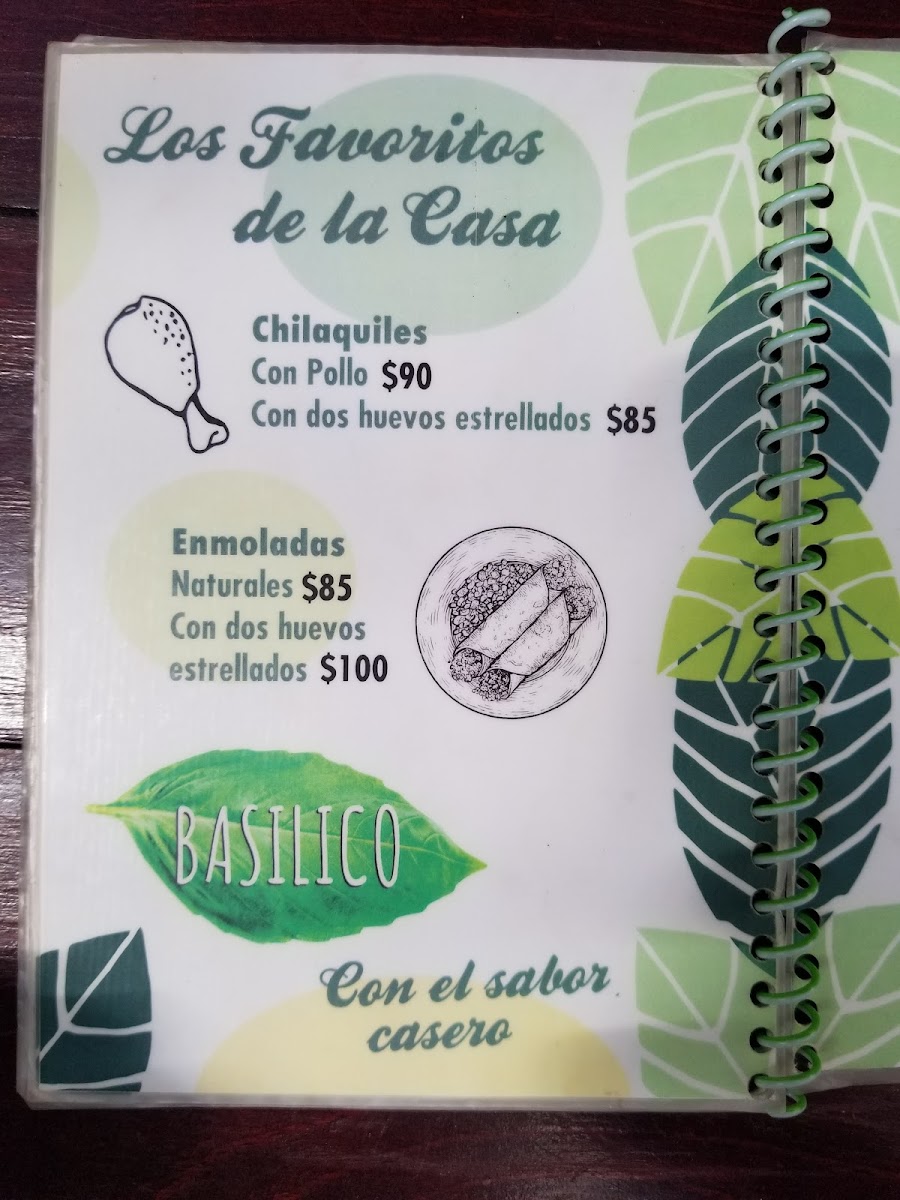 Los Favoritos
de la Casa
Chilaquiles
Con Pollo $90
Con dos huevos estrellados $85
Enmoladas
Naturales $85
Con dos huevos
estrellados $100
BASILICO
Con el sabor
casero